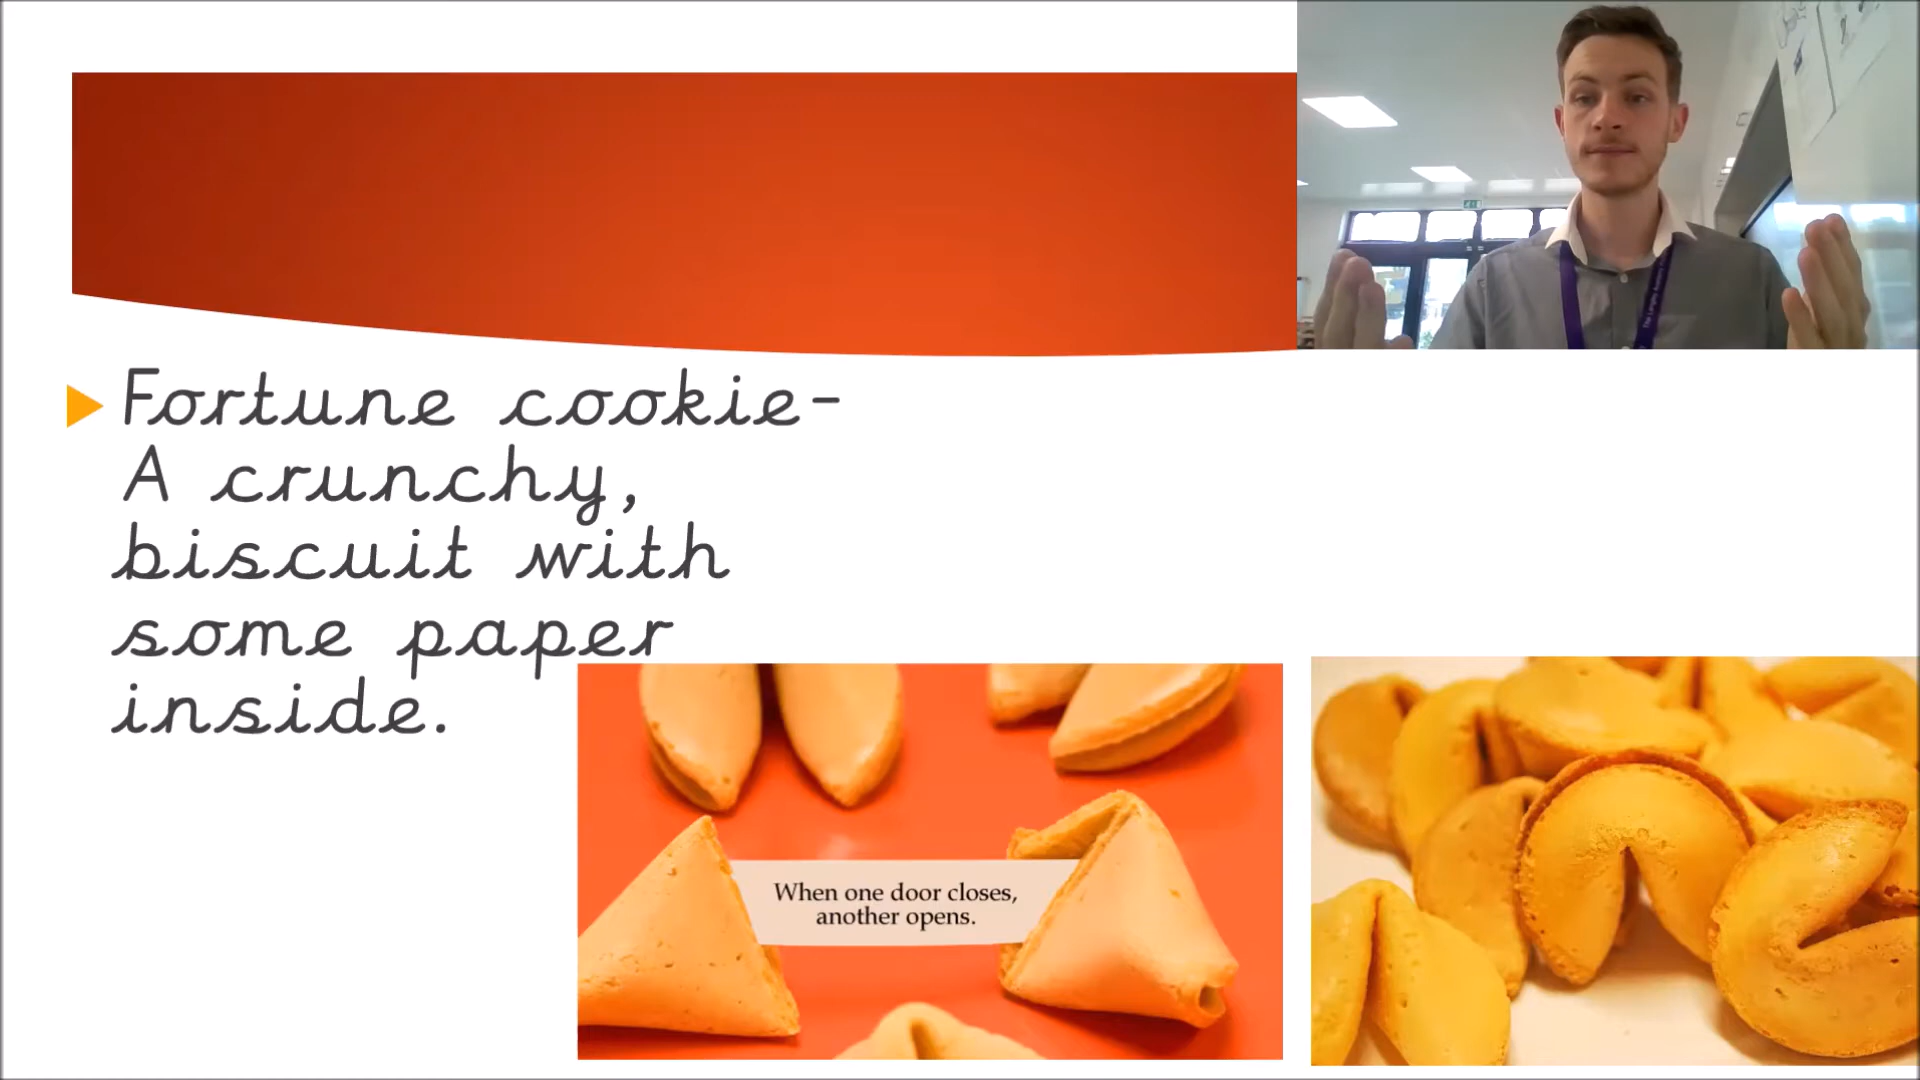 Fortune cookie-
A crunchy,
biscuit with
some paper
inside.
When one door closes,
another opens.